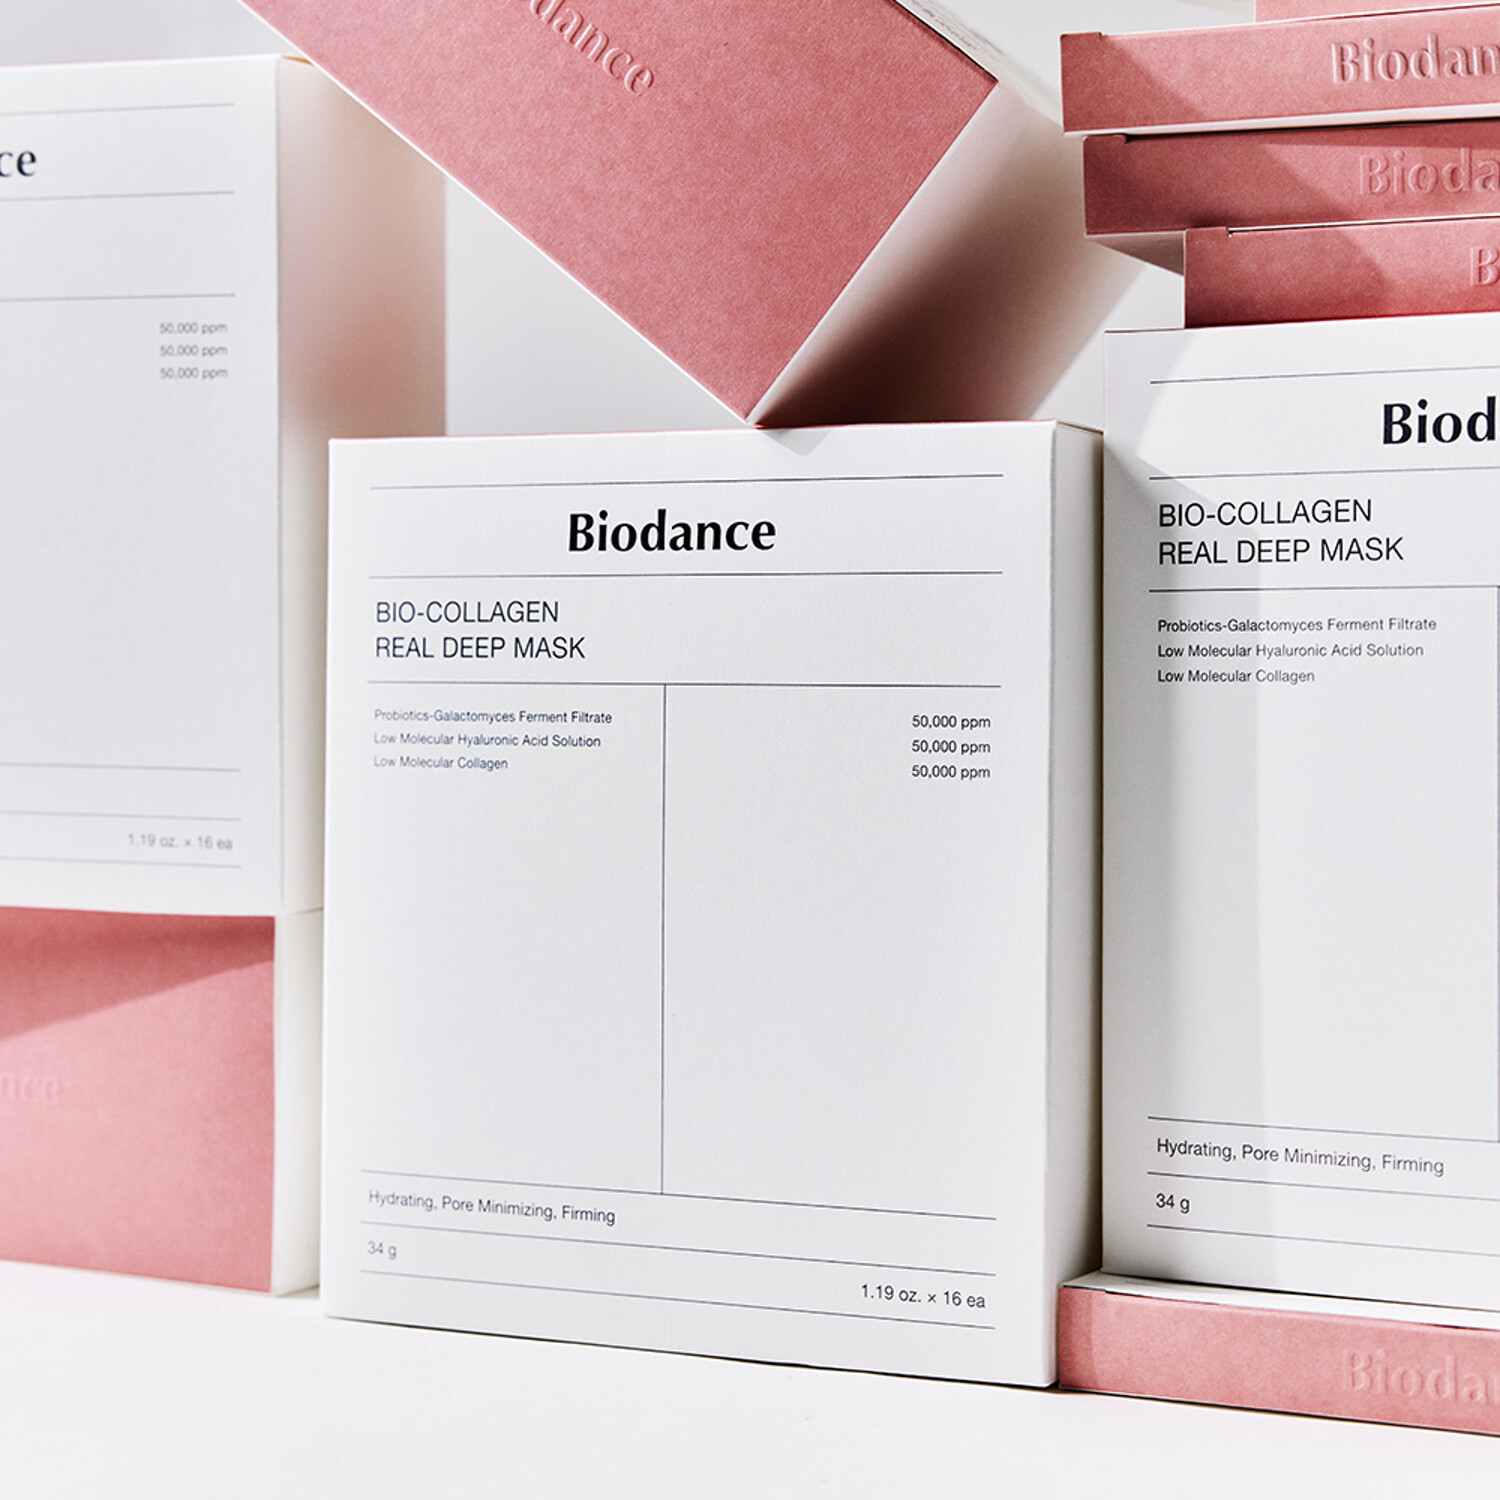 dance
Biodan
Bioda
B
ce
50,000 ppm
50,000 ppm
50,000 ppm
1.19 oz. × 16 ea
nce
Biodance
BIO-COLLAGEN
REAL DEEP MASK
Probiotics-Galactomyces Ferment Filtrate
Low Molecular Hyaluronic Acid Solution
Low Molecular Collagen
50,000 ppm
50,000 ppm
50,000 ppm
Hydrating, Pore Minimizing, Firming
34 g
1.19 oz. × 16 ea
Biod
BIO-COLLAGEN
REAL DEEP MASK
Probiotics-Galactomyces Ferment Filtrate
Low Molecular Hyaluronic Acid Solution
Low Molecular Collagen
Hydrating, Pore Minimizing, Firming
34 g
Biodan